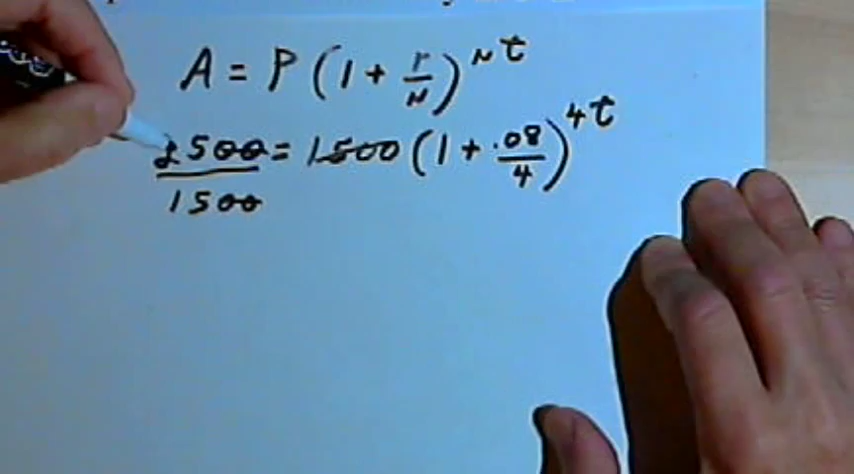 A = P (1 + r/N)^Nt
2500/1500 = 1500 (1 + .08/4)^4t